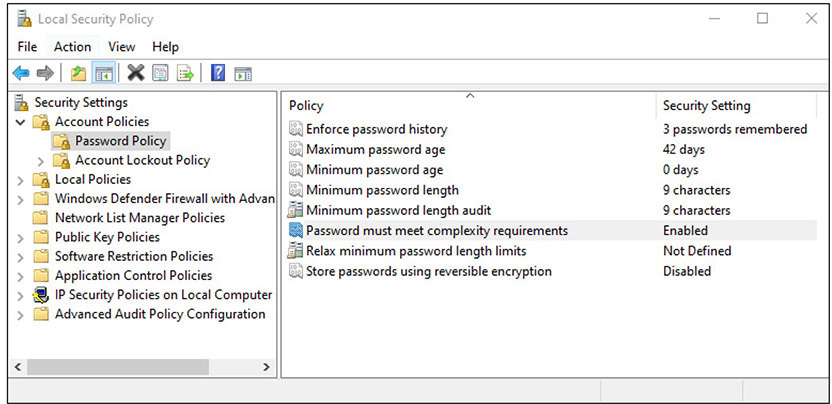 Local Security Policy
File Action View Help
Security Settings
Account Policies
Password Policy
Account Lockout Policy
Local Policies
Windows Defender Firewall with Advan
Network List Manager Policies
Public Key Policies
Software Restriction Policies
Application Control Policies
IP Security Policies on Local Computer
Advanced Audit Policy Configuration
Policy Security Setting
Enforce password history 3 passwords remembered
Maximum password age 42 days
Minimum password age 0 days
Minimum password length 9 characters
Minimum password length audit 9 characters
Password must meet complexity requirements Enabled
Relax minimum password length limits Not Defined
Store passwords using reversible encryption Disabled